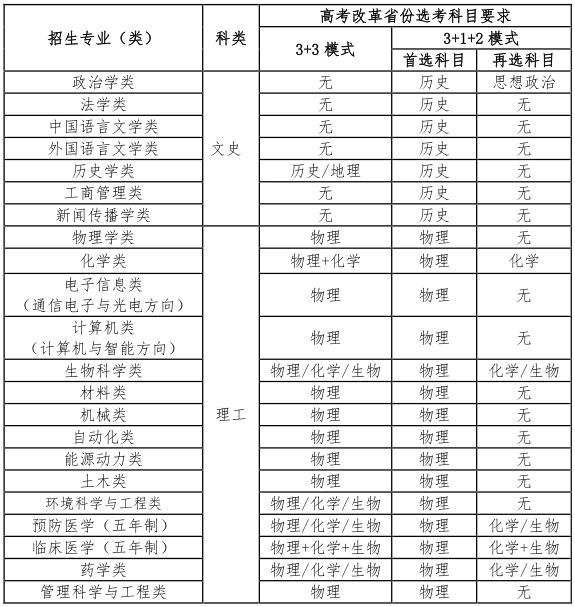 招生专业（类） 科类 高考改革省份选考科目要求
3+3 模式 3+1+2 模式
首选科目 再选科目
政治学类 文史 无 历史 思想政治
法学类 无 历史 无
中国语言文学类 无 历史 无
外国语言文学类 无 历史 无
历史学类 历史/地理 历史 无
工商管理类 无 历史 无
新闻传播学类 无 历史 无
物理学类 理工 物理 物理 无
化学类 物理+化学 物理 化学
电子信息类
（通信电子与光电方向） 物理 物理 无
计算机类
（计算机与智能方向） 物理 物理 无
生物科学类 物理/化学/生物 物理 化学/生物
材料类 物理 物理 无
机械类 物理 物理 无
自动化类 物理 物理 无
能源动力类 物理 物理 无
土木类 物理 物理 无
环境科学与工程类 物理/化学/生物 物理 无
预防医学（五年制） 物理/化学/生物 物理 化学/生物
临床医学（五年制） 物理+化学+生物 物理 化学+生物
药学类 物理/化学/生物 物理 化学/生物
管理科学与工程类 物理 物理 无